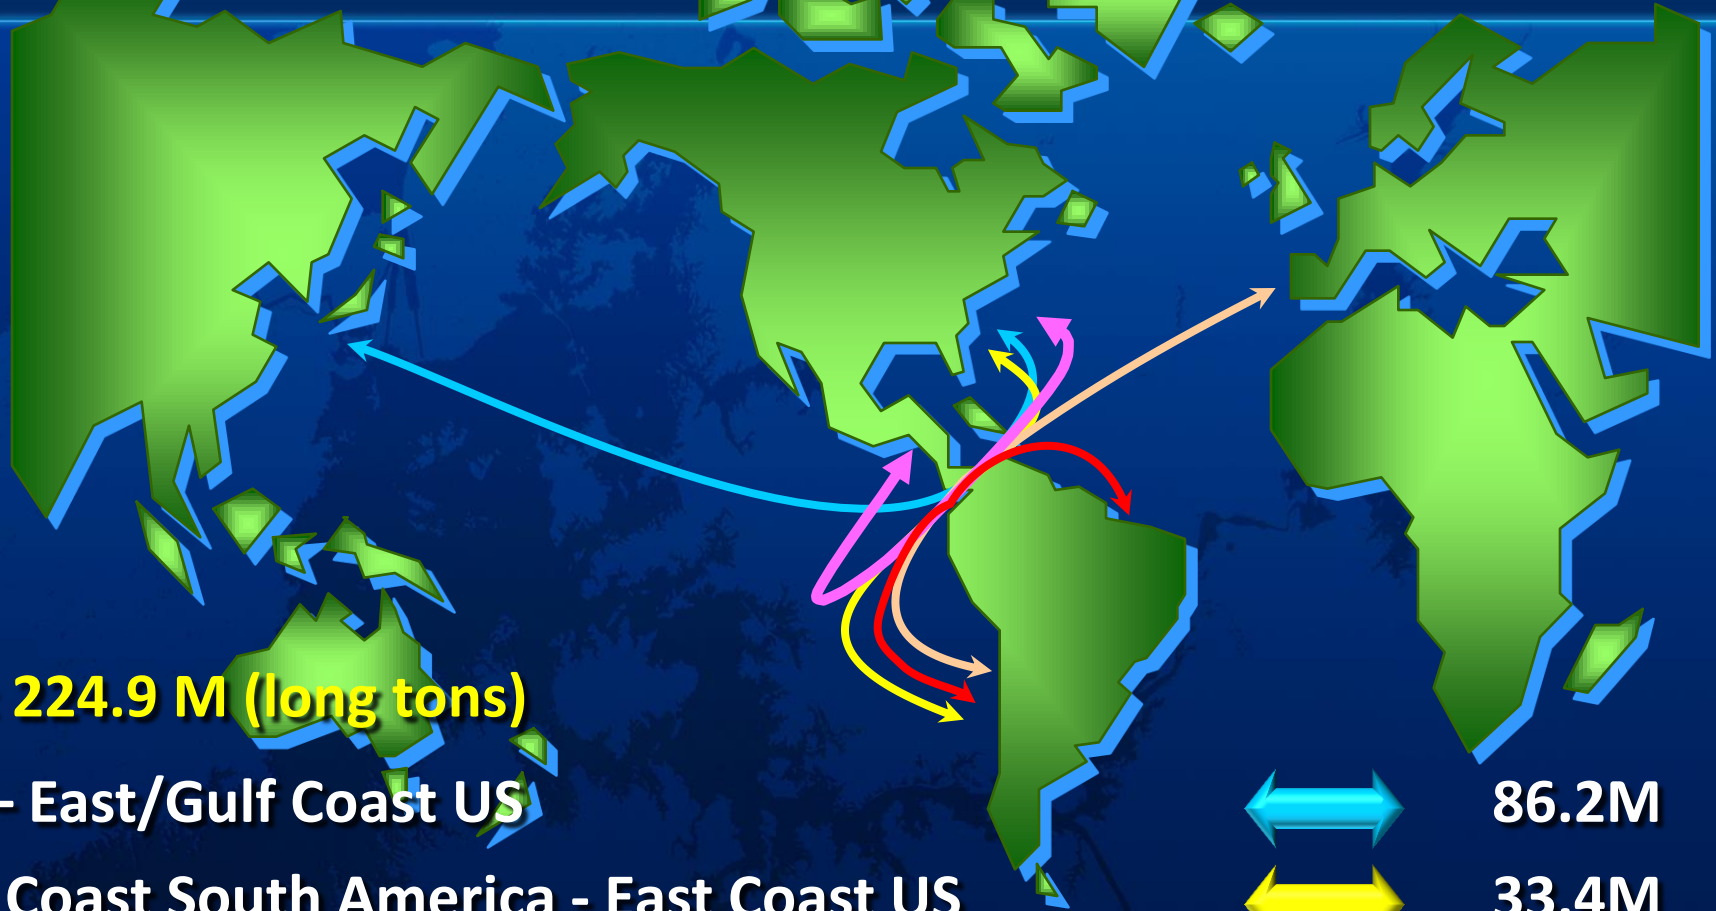 224.9 M (long tons)
- East/Gulf Coast US 86.2M
Coast South America - East Coast US 33.4M